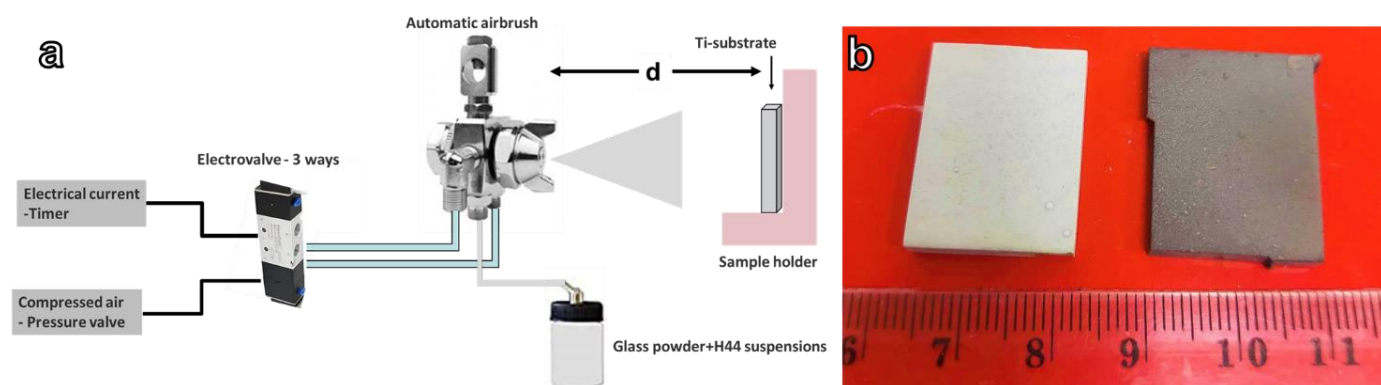 a
Automatic airbrush
Ti-substrate
d
Electrovalve - 3 ways
Electrical current
-Timer
Compressed air
- Pressure valve
Sample holder
Glass powder+H44 suspensions
b
6 7 8 9 10 11